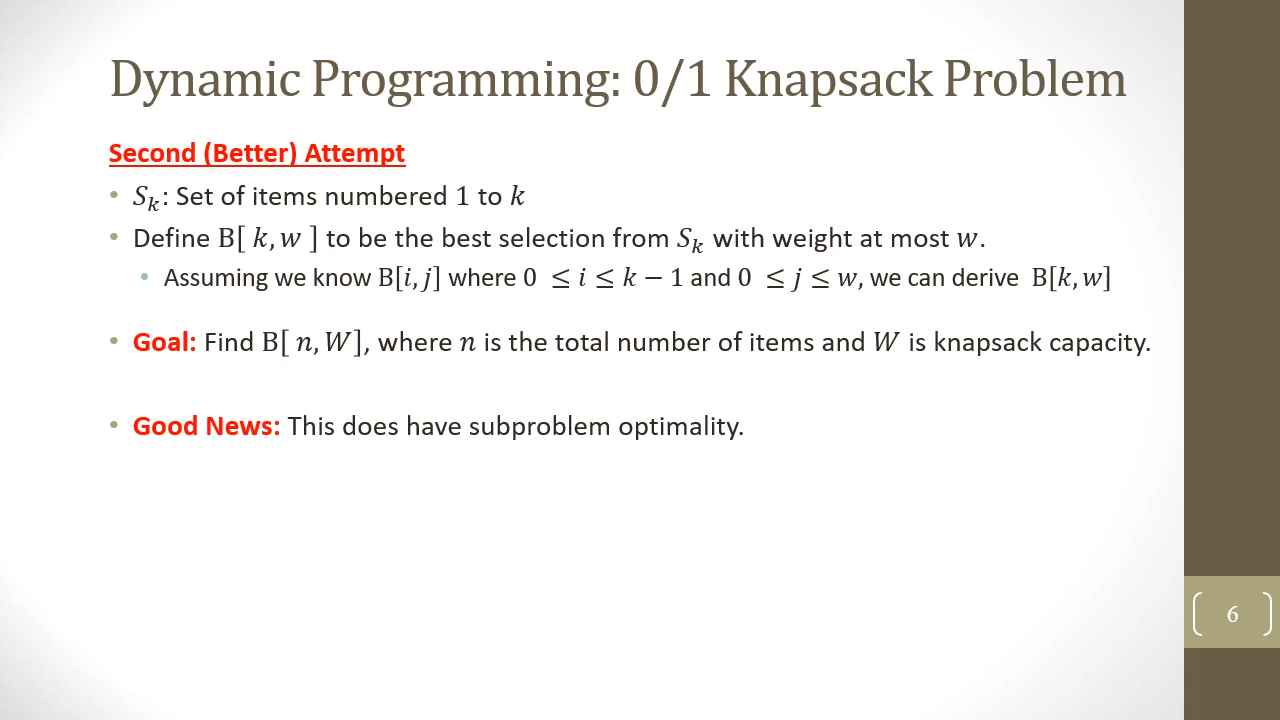 Dynamic Programming: 0/1 Knapsack Problem
Second (Better) Attempt
• Sₖ: Set of items numbered 1 to k
• Define B[ k, w ] to be the best selection from Sₖ with weight at most w.
• Assuming we know B[i, j] where 0 ≤ i ≤ k − 1 and 0 ≤ j ≤ w, we can derive B[k, w]
• Goal: Find B[ n, W], where n is the total number of items and W is knapsack capacity.
• Good News: This does have subproblem optimality.
6